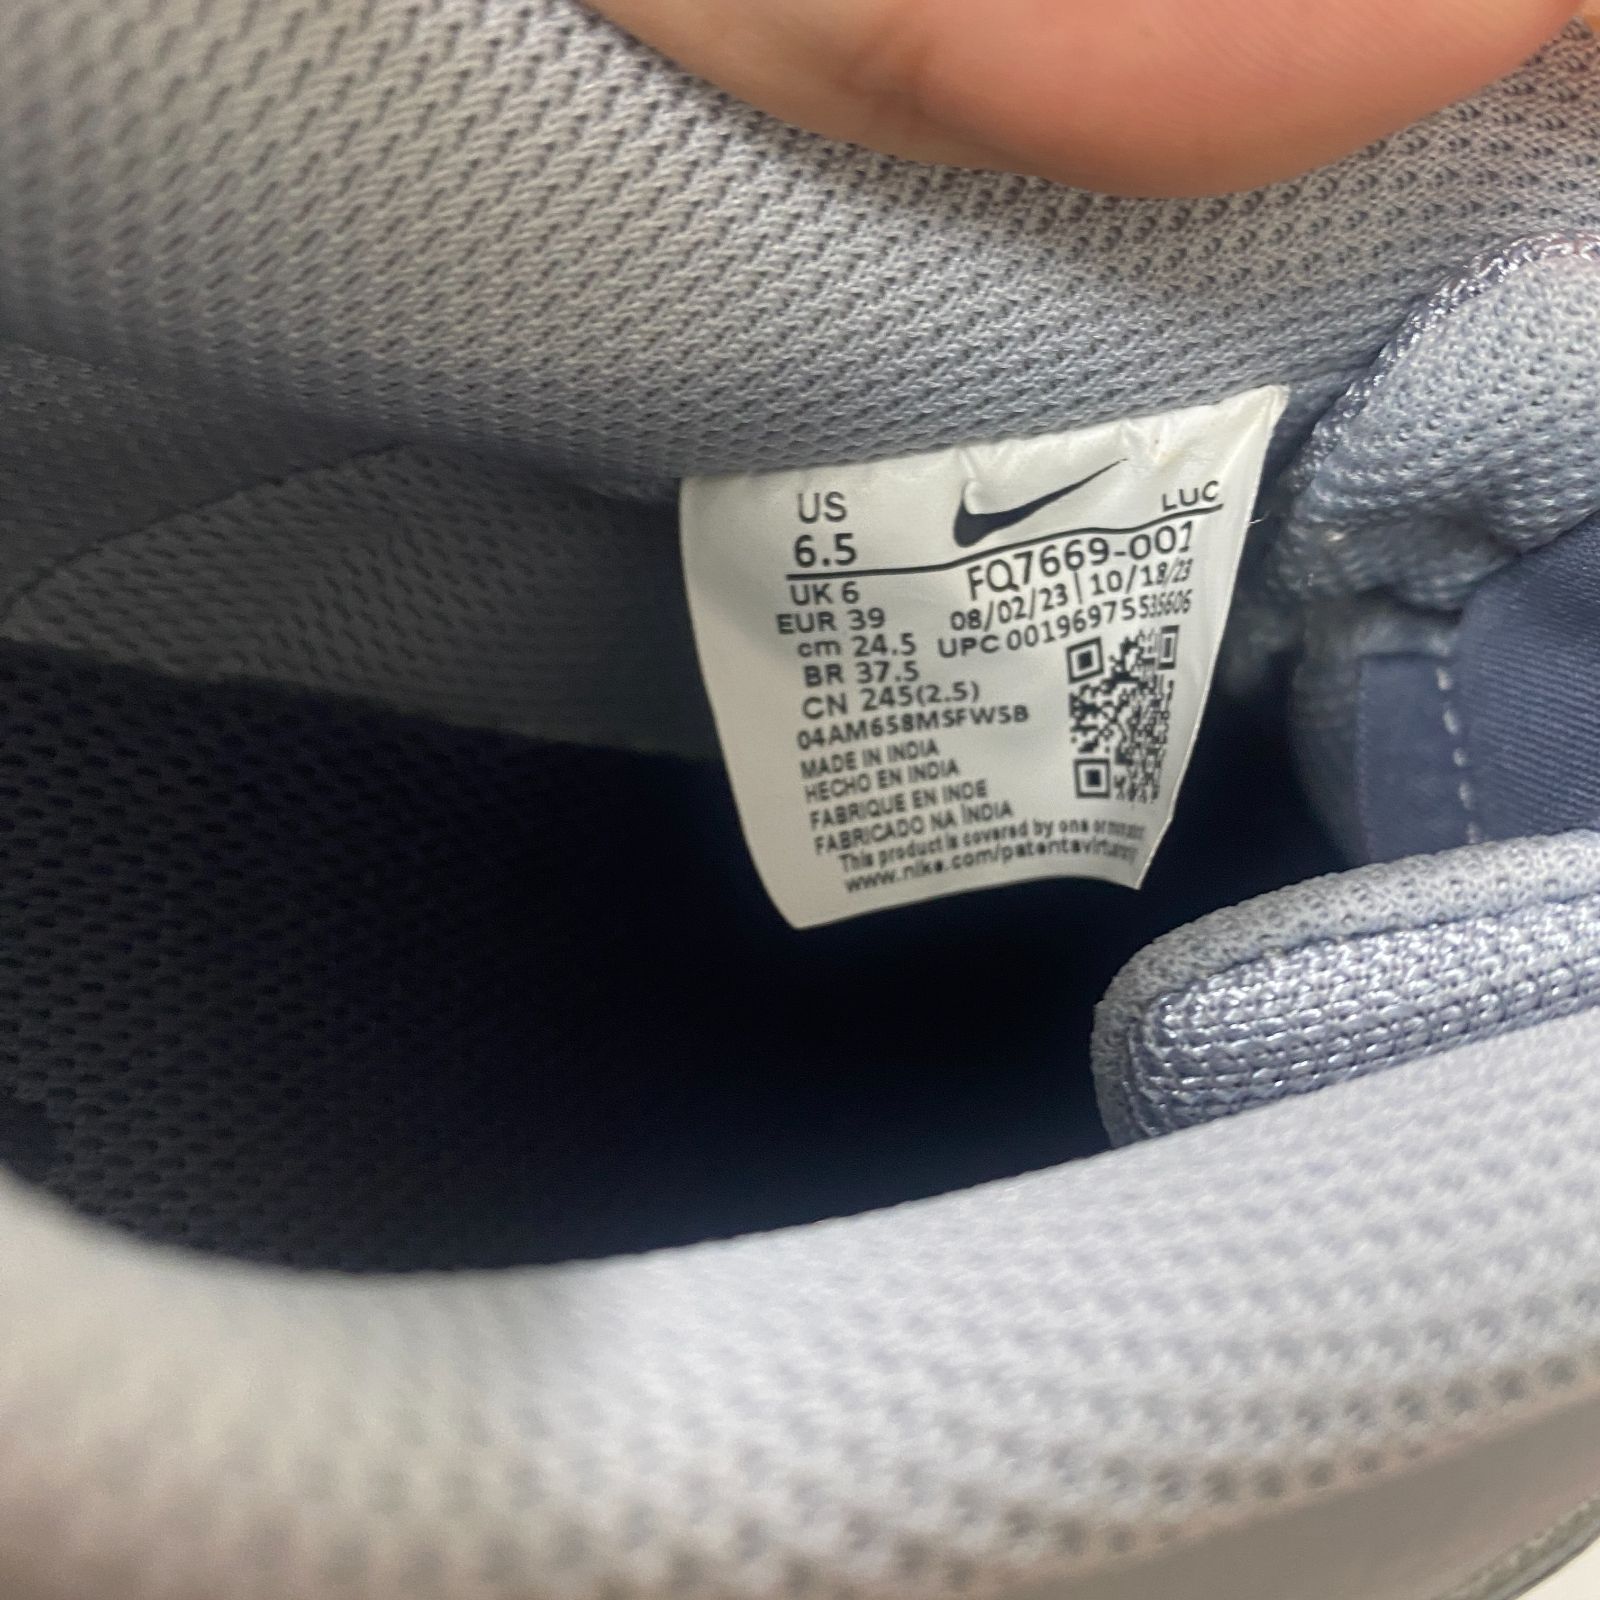 US
6.5
LUC
UK 6
FQ7669-001
EUR 39
08/02/23 | 10/18/23
cm 24.5
UPC 00196975535606
BR 37.5
CN 245(2.5)
04AM658MSFW5B
MADE IN INDIA
HECHO EN INDIA
FABRIQUE EN INDE
FABRICADO NA ÍNDIA
This product is covered by one or more
www.nike.com/patentsvirtual